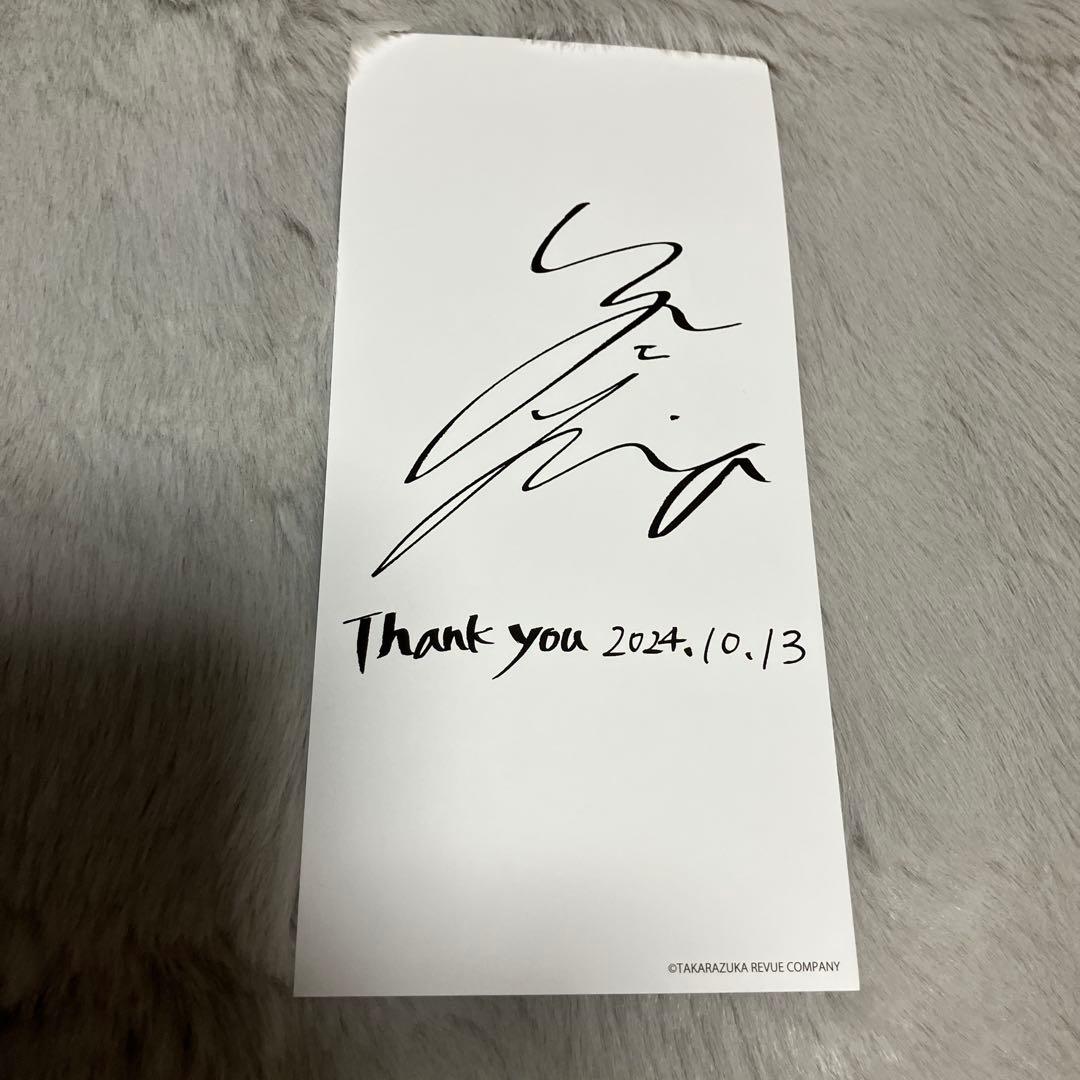 Thank you 2024.10.13
©TAKARAZUKA REVUE COMPANY